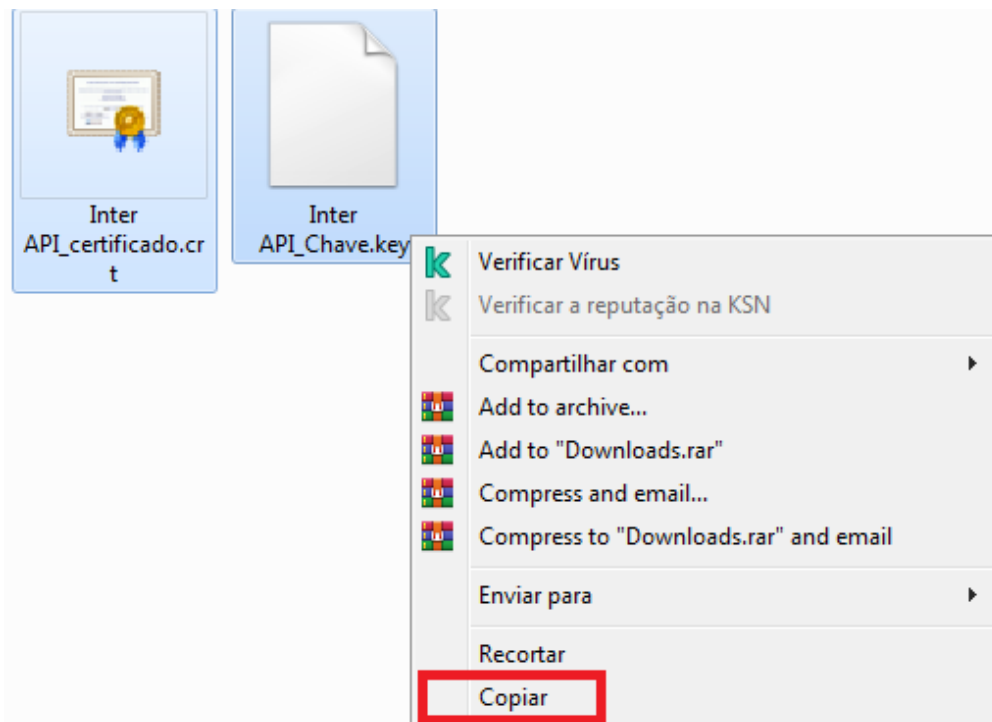 Inter
API_certificado.cr
t
Inter
API_Chave.key
Verificar Vírus
Verificar a reputação na KSN
Compartilhar com
Add to archive...
Add to "Downloads.rar"
Compress and email...
Compress to "Downloads.rar" and email
Enviar para
Recortar
Copiar